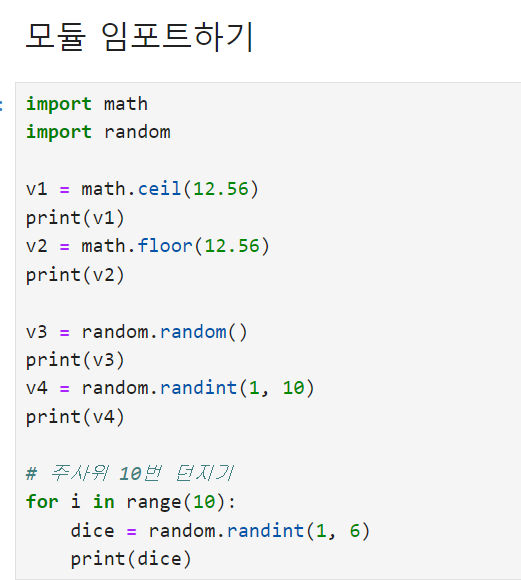 모듈 임포트하기
:
import math
import random
v1 = math.ceil(12.56)
print(v1)
v2 = math.floor(12.56)
print(v2)
v3 = random.random()
print(v3)
v4 = random.randint(1, 10)
print(v4)
# 주사위 10번 던지기
for i in range(10):
    dice = random.randint(1, 6)
    print(dice)